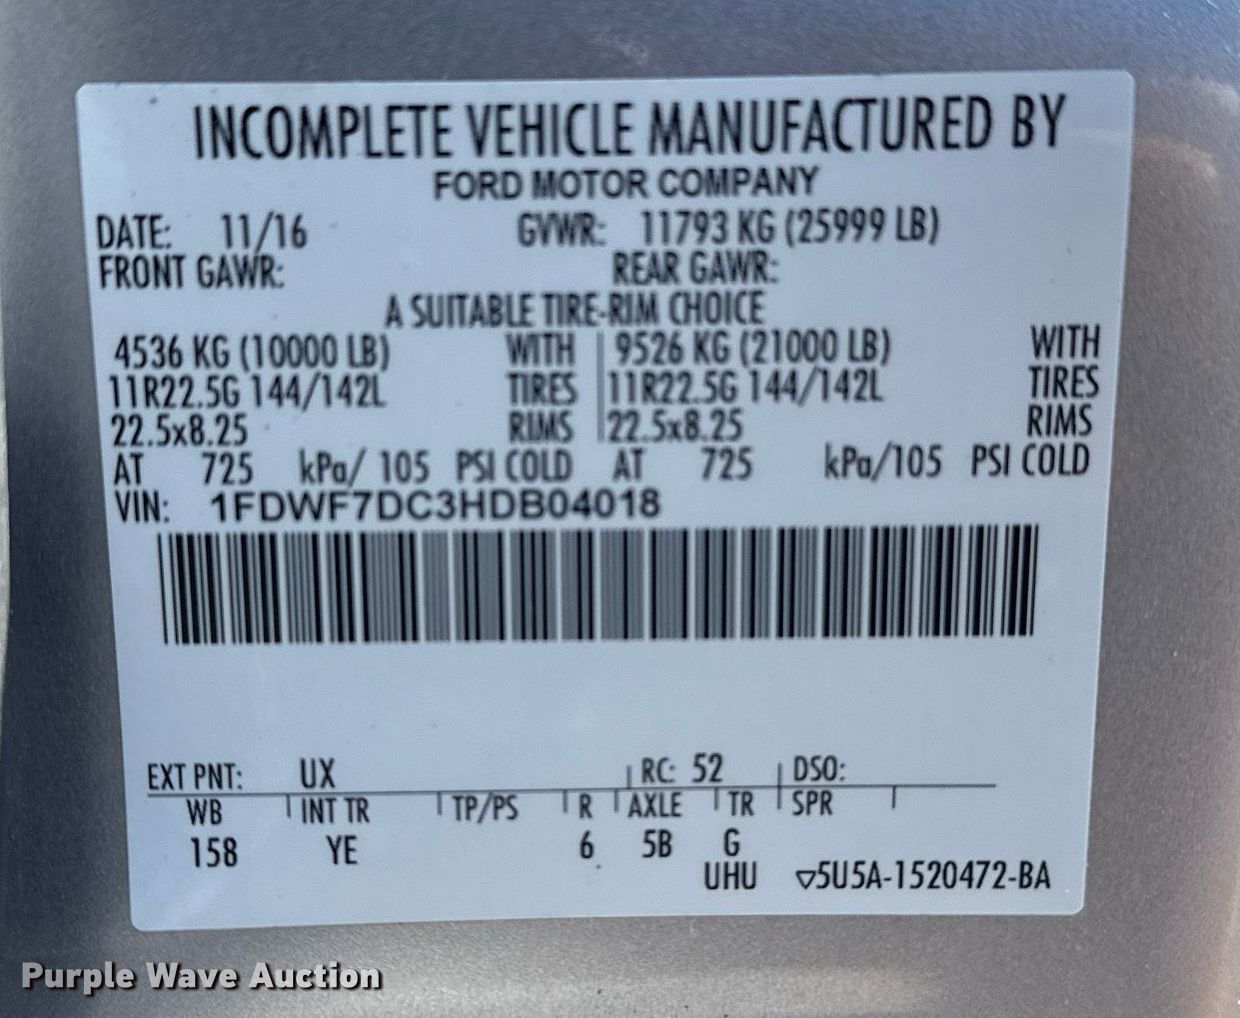 INCOMPLETE VEHICLE MANUFACTURED BY
FORD MOTOR COMPANY
DATE: 11/16 GVWR: 11793 KG (25999 LB)
FRONT GAWR: REAR GAWR:
A SUITABLE TIRE-RIM CHOICE
4536 KG (10000 LB) WITH 9526 KG (21000 LB) WITH
11R22.5G 144/142L TIRES 11R22.5G 144/142L TIRES
22.5x8.25 RIMS 22.5x8.25 RIMS
AT 725 kPa/ 105 PSI COLD AT 725 kPa/105 PSI COLD
VIN: 1FDWF7DC3HDB04018
EXT PNT: UX RC: 52 DSO:
WB INT TR TP/PS R AXLE TR SPR
158 YE 6 5B G
UHU ▽5U5A-1520472-BA
Purple Wave Auction